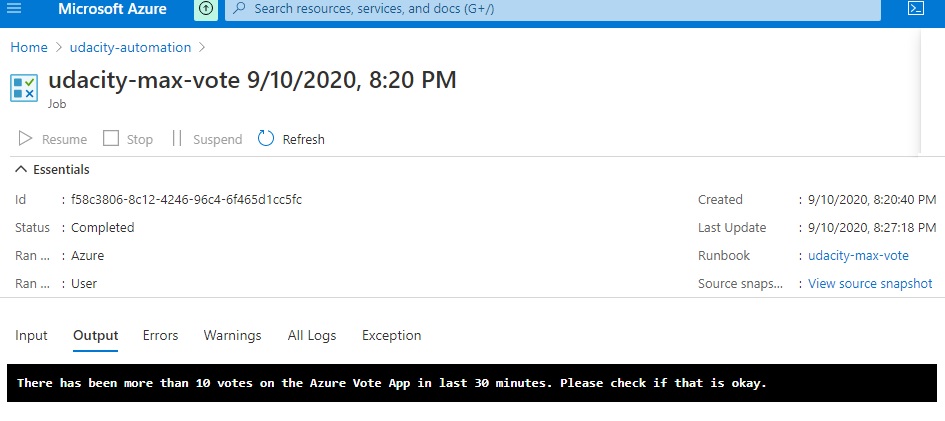 Microsoft Azure
Search resources, services, and docs (G+/)
Home > udacity-automation >
udacity-max-vote 9/10/2020, 8:20 PM
Job
Resume Stop Suspend Refresh
Essentials
Id : f58c3806-8c12-4246-96c4-6f465d1cc5fc Created : 9/10/2020, 8:20:40 PM
Status : Completed Last Update : 9/10/2020, 8:27:18 PM
Ran ... : Azure Runbook : udacity-max-vote
Ran ... : User Source snaps... : View source snapshot
Input Output Errors Warnings All Logs Exception
There has been more than 10 votes on the Azure Vote App in last 30 minutes. Please check if that is okay.